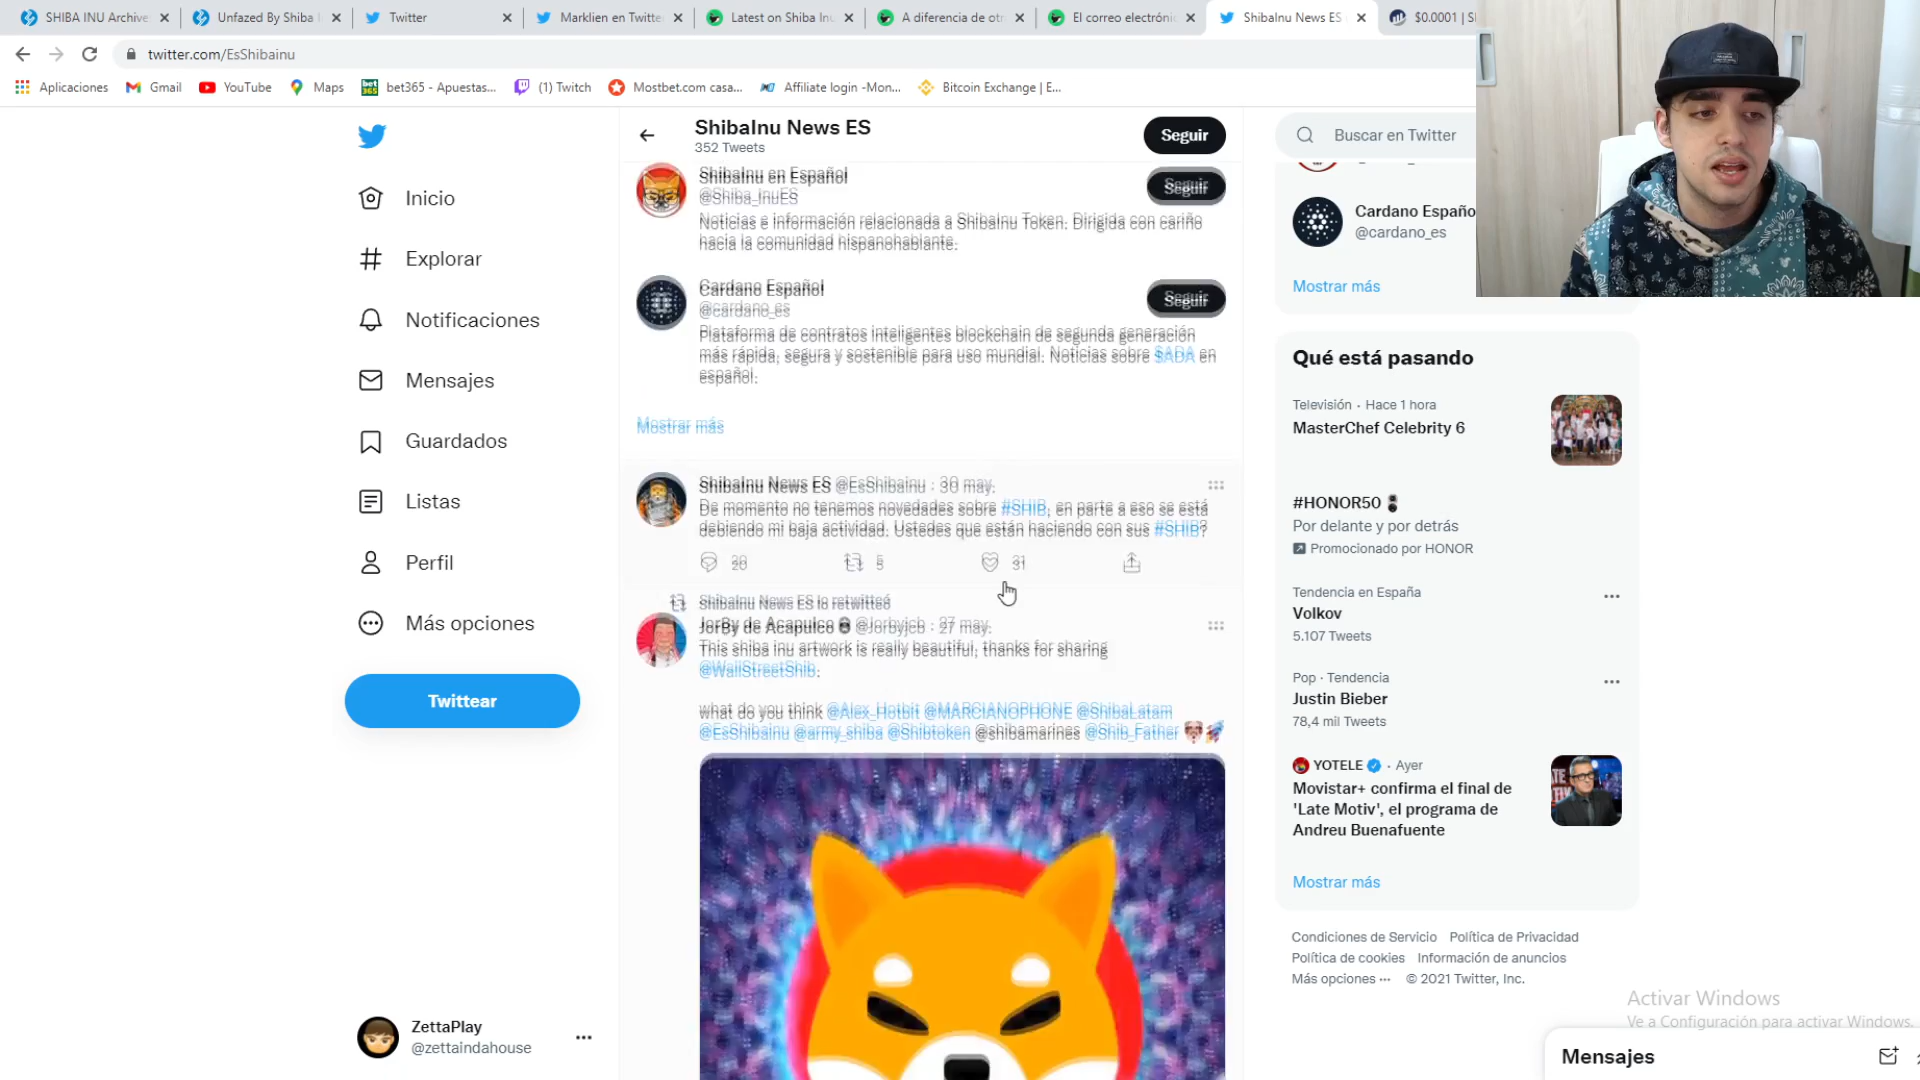 SHIBA INU Archive
Unfazed By Shiba I
Twitter
Marklien en Twitte
Latest on Shiba Inu
A diferencia de ot
El correo electróni
ShibaInu News ES
$0.0001 | S
twitter.com/EsShibainu
Aplicaciones
Gmail
YouTube
Maps
bet365 - Apuestas...
(1) Twitch
Mostbet.com casa...
Affiliate login -Mon...
Bitcoin Exchange | E...
ShibaInu News ES
352 Tweets
Seguir
Buscar en Twitter
Inicio
Explorar
Notificaciones
Mensajes
Guardados
Listas
Perfil
Más opciones
Twittear
ZettaPlay
@zettaindahouse
ShibaInu en Español
@Shiba_InuES
Seguir
Noticias e información relacionada a ShibaInu Token. Dirigida con cariño
hacía la comunidad hispanohablante.
Cardano Español
@cardano_es
Seguir
Plataforma de contratos inteligentes blockchain de segunda generación
más rápida, segura y sostenible para uso mundial. Noticias sobre $ADA en
español.
Mostrar más
ShibaInu News ES @EsShibainu · 30 may.
De momento no tenemos novedades sobre #SHIB, en parte a eso se está
debiendo mi baja actividad. Ustedes que están haciendo con sus #SHIB?
20 5 31
ShibaInu News ES lo retwitteó
JorBy de Acapulco @Jorbyjcb · 27 may.
This shiba inu artwork is really beautiful, thanks for sharing
@WallStreetShib.
what do you think @Alex_Hotbit @MARCIANOPHONE @ShibaLatam
@EsShibainu @army_shiba @Shibtoken @shibamarines @Shib_Father
Cardano Españo
@cardano_es
Mostrar más
Qué está pasando
Televisión · Hace 1 hora
MasterChef Celebrity 6
#HONOR50
Por delante y por detrás
Promocionado por HONOR
Tendencia en España
Volkov
5.107 Tweets
Pop · Tendencia
Justin Bieber
78,4 mil Tweets
YOTELE · Ayer
Movistar+ confirma el final de
'Late Motiv', el programa de
Andreu Buenafuente
Mostrar más
Condiciones de Servicio Política de Privacidad
Política de cookies Información de anuncios
Más opciones ··· © 2021 Twitter, Inc.
Activar Windows
Ve a Configuración para activar Windows.
Mensajes